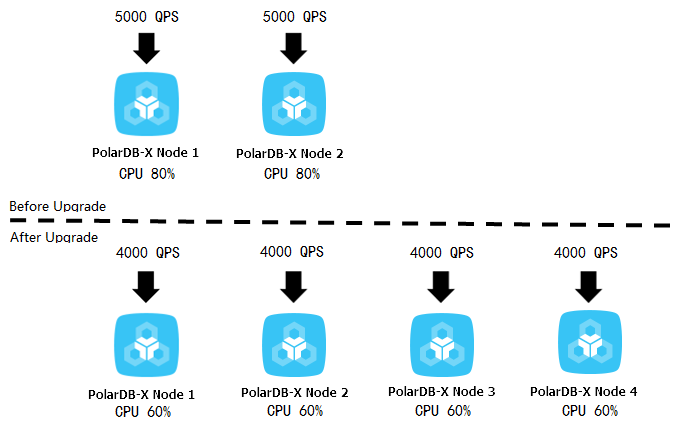 5000 QPS 5000 QPS
PolarDB-X Node 1 PolarDB-X Node 2
CPU 80% CPU 80%
Before Upgrade
After Upgrade
4000 QPS 4000 QPS 4000 QPS 4000 QPS
PolarDB-X Node 1 PolarDB-X Node 2 PolarDB-X Node 3 PolarDB-X Node 4
CPU 60% CPU 60% CPU 60% CPU 60%